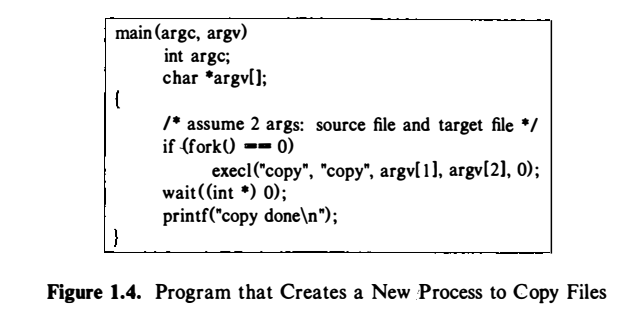 main(argc, argv)
int argc;
char *argv[];
{
/* assume 2 args: source file and target file */
if (fork() == 0)
execl("copy", "copy", argv[1], argv[2], 0);
wait((int *) 0);
printf("copy done\n");
}
Figure 1.4. Program that Creates a New Process to Copy Files